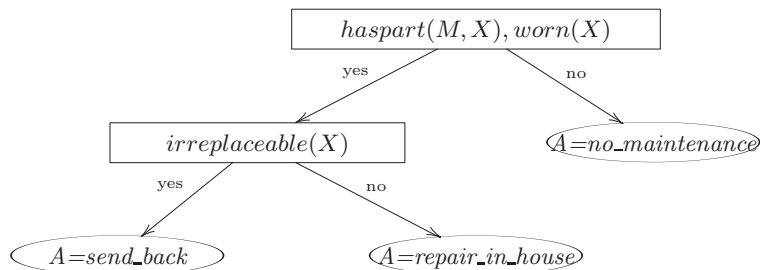 haspart(M, X), worn(X)
yes
no
irreplaceable(X)
A=no_maintenance
yes
no
A=send_back
A=repair_in_house